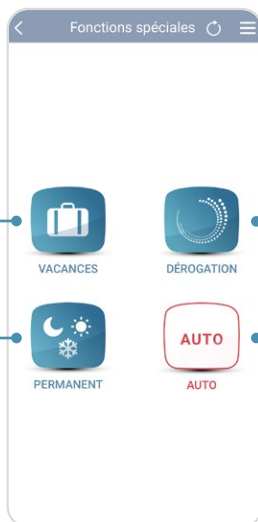 Fonctions spéciales
VACANCES
DÉROGATION
PERMANENT
AUTO
AUTO